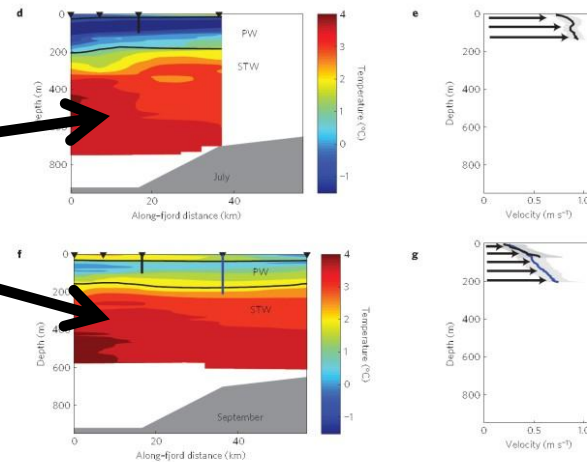 d
0
200
400
600
800
Depth (m)
PW
STW
July
0
20
40
Along-fjord distance (km)
4
3
2
1
0
−1
Temperature (°C)
e
0
200
400
600
800
Depth (m)
0
0.5
1.0
Velocity (m s⁻¹)
f
0
200
400
600
800
Depth (m)
PW
STW
September
0
20
40
Along-fjord distance (km)
4
3
2
1
0
−1
Temperature (°C)
g
0
200
400
600
800
Depth (m)
0
0.5
1.0
Velocity (m s⁻¹)